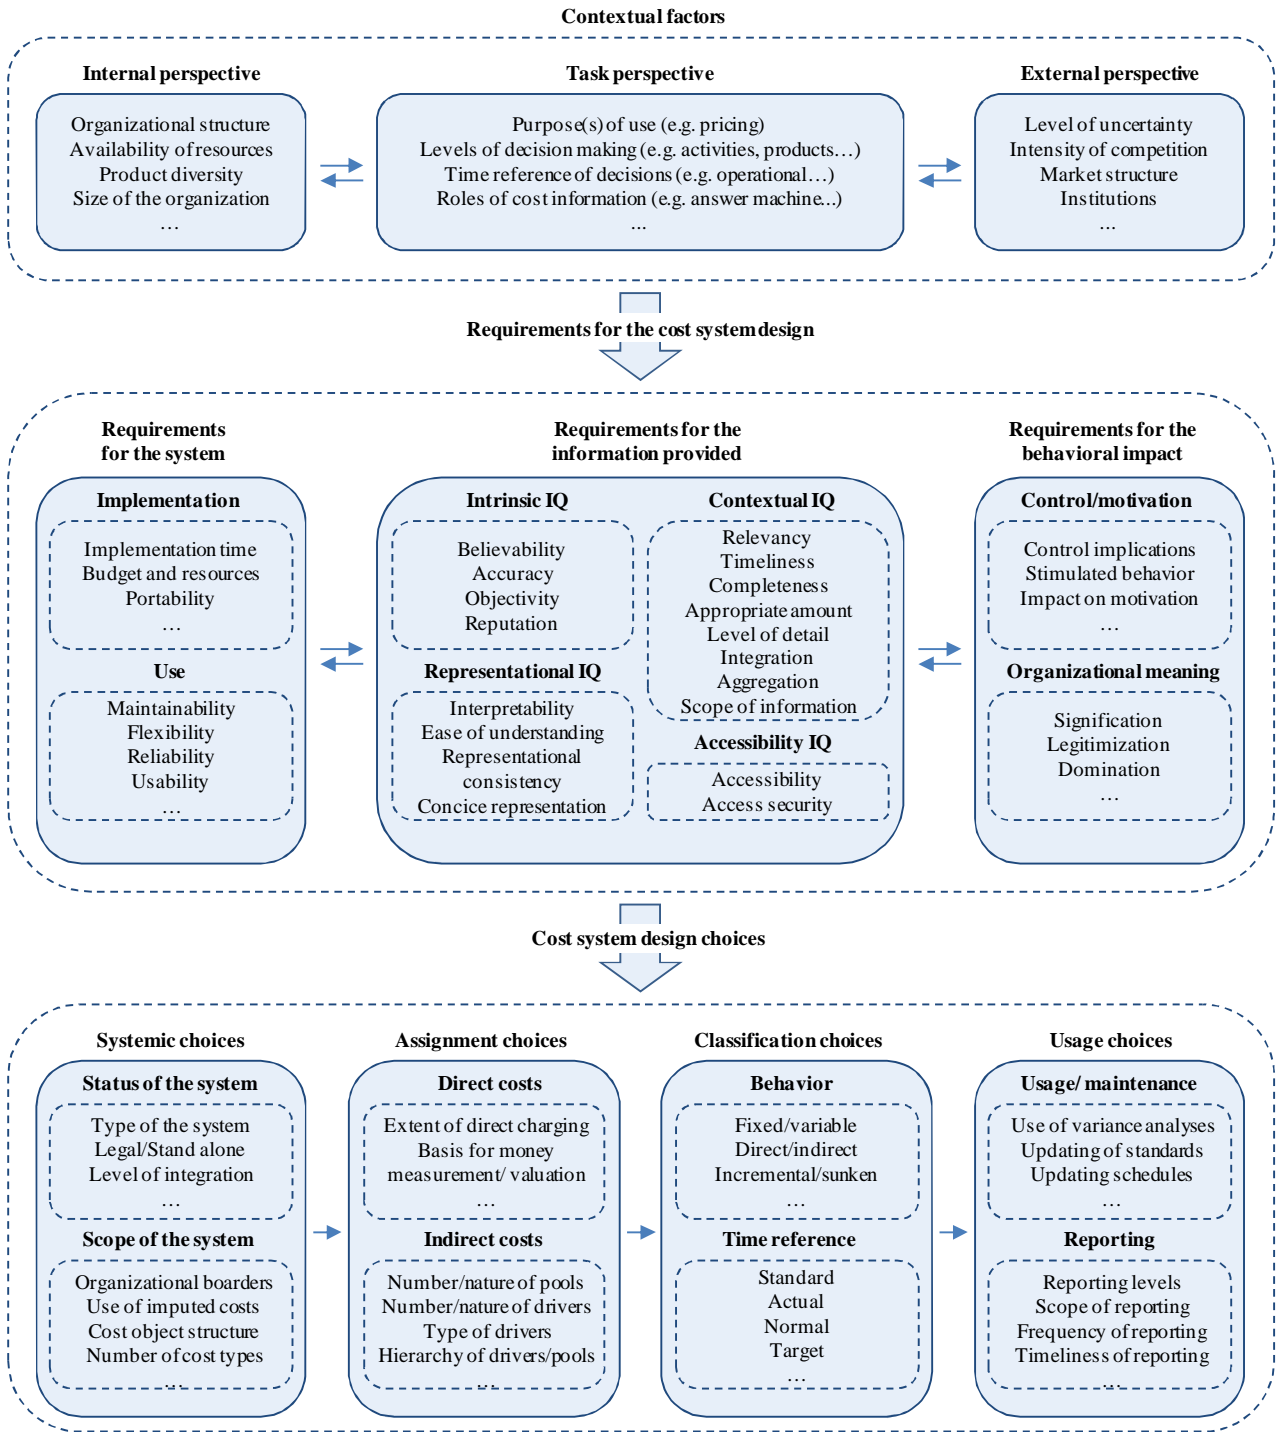 Contextual factors
Internal perspective
Organizational structure
Availability of resources
Product diversity
Size of the organization
…
Task perspective
Purpose(s) of use (e.g. pricing)
Levels of decision making (e.g. activities, products…)
Time reference of decisions (e.g. operational…)
Roles of cost information (e.g. answer machine...)
...
External perspective
Level of uncertainty
Intensity of competition
Market structure
Institutions
...
Requirements for the cost system design
Requirements
for the system
Implementation
Implementation time
Budget and resources
Portability
…
Use
Maintainability
Flexibility
Reliability
Usability
…
Requirements for the
information provided
Intrinsic IQ
Believability
Accuracy
Objectivity
Reputation
Representational IQ
Interpretability
Ease of understanding
Representational
consistency
Concice representation
Contextual IQ
Relevancy
Timeliness
Completeness
Appropriate amount
Level of detail
Integration
Aggregation
Scope of information
Accessibility IQ
Accessibility
Access security
Requirements for the
behavioral impact
Control/motivation
Control implications
Stimulated behavior
Impact on motivation
…
Organizational meaning
Signification
Legitimization
Domination
…
Cost system design choices
Systemic choices
Status of the system
Type of the system
Legal/Stand alone
Level of integration
…
Scope of the system
Organizational boarders
Use of imputed costs
Cost object structure
Number of cost types
…
Assignment choices
Direct costs
Extent of direct charging
Basis for money
measurement/ valuation
…
Indirect costs
Number/nature of pools
Number/nature of drivers
Type of drivers
Hierarchy of drivers/pools
…
Classification choices
Behavior
Fixed/variable
Direct/indirect
Incremental/sunken
…
Time reference
Standard
Actual
Normal
Target
…
Usage choices
Usage/ maintenance
Use of variance analyses
Updating of standards
Updating schedules
…
Reporting
Reporting levels
Scope of reporting
Frequency of reporting
Timeliness of reporting
…